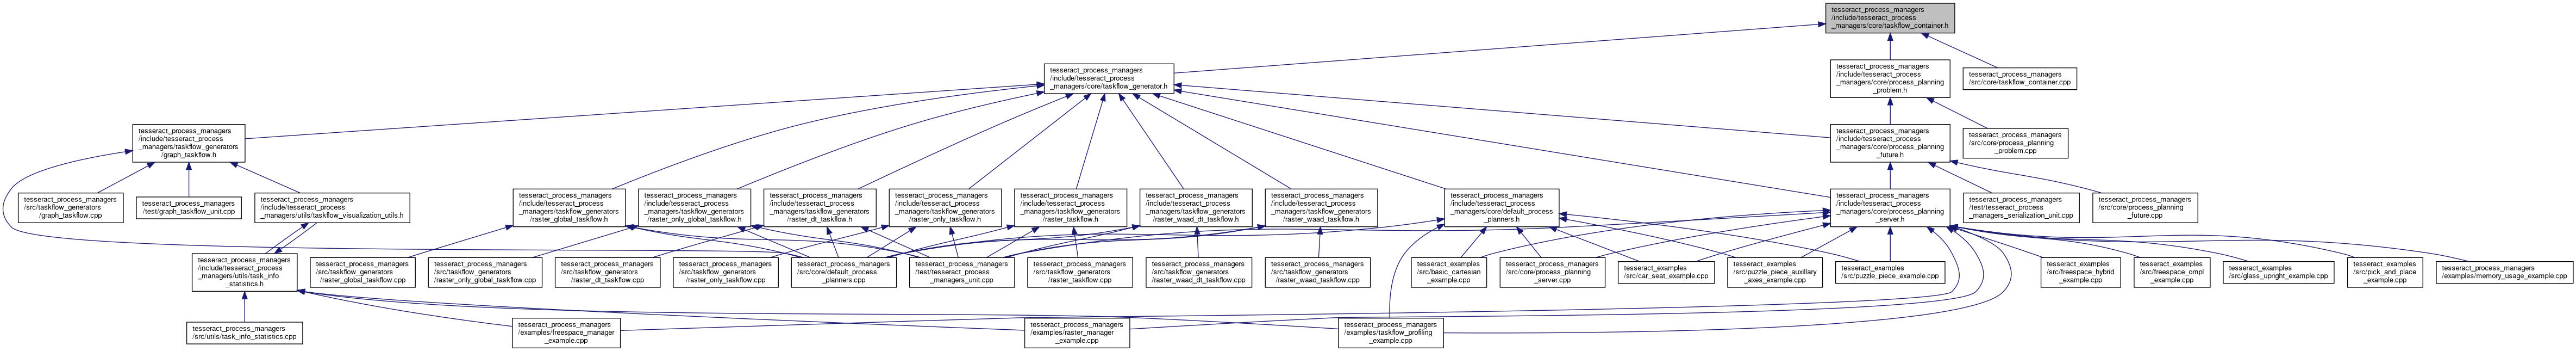 tesseract_process_managers
/include/tesseract_process
_managers/core/taskflow_container.h
tesseract_process_managers
/include/tesseract_process
_managers/core/taskflow_generator.h
tesseract_process_managers
/include/tesseract_process
_managers/core/process_planning
_problem.h
tesseract_process_managers
/src/core/taskflow_container.cpp
tesseract_process_managers
/include/tesseract_process
_managers/taskflow_generators
/graph_taskflow.h
tesseract_process_managers
/include/tesseract_process
_managers/core/process_planning
_future.h
tesseract_process_managers
/src/core/process_planning
_problem.cpp
tesseract_process_managers
/src/taskflow_generators
/graph_taskflow.cpp
tesseract_process_managers
/test/graph_taskflow_unit.cpp
tesseract_process_managers
/include/tesseract_process
_managers/utils/taskflow_visualization_utils.h
tesseract_process_managers
/include/tesseract_process
_managers/taskflow_generators
/raster_global_taskflow.h
tesseract_process_managers
/include/tesseract_process
_managers/taskflow_generators
/raster_only_global_taskflow.h
tesseract_process_managers
/include/tesseract_process
_managers/taskflow_generators
/raster_dt_taskflow.h
tesseract_process_managers
/include/tesseract_process
_managers/taskflow_generators
/raster_only_taskflow.h
tesseract_process_managers
/include/tesseract_process
_managers/taskflow_generators
/raster_taskflow.h
tesseract_process_managers
/include/tesseract_process
_managers/taskflow_generators
/raster_waad_dt_taskflow.h
tesseract_process_managers
/include/tesseract_process
_managers/taskflow_generators
/raster_waad_taskflow.h
tesseract_process_managers
/include/tesseract_process
_managers/core/default_process
_planners.h
tesseract_process_managers
/include/tesseract_process
_managers/core/process_planning
_server.h
tesseract_process_managers
/test/tesseract_process
_managers_serialization_unit.cpp
tesseract_process_managers
/src/core/process_planning
_future.cpp
tesseract_process_managers
/include/tesseract_process
_managers/utils/task_info
_statistics.h
tesseract_process_managers
/src/taskflow_generators
/raster_global_taskflow.cpp
tesseract_process_managers
/src/taskflow_generators
/raster_only_global_taskflow.cpp
tesseract_process_managers
/src/taskflow_generators
/raster_dt_taskflow.cpp
tesseract_process_managers
/src/taskflow_generators
/raster_only_taskflow.cpp
tesseract_process_managers
/src/core/default_process
_planners.cpp
tesseract_process_managers
/test/tesseract_process
_managers_unit.cpp
tesseract_process_managers
/src/taskflow_generators
/raster_taskflow.cpp
tesseract_process_managers
/src/taskflow_generators
/raster_waad_dt_taskflow.cpp
tesseract_process_managers
/src/taskflow_generators
/raster_waad_taskflow.cpp
tesseract_examples
/src/basic_cartesian
_example.cpp
tesseract_process_managers
/src/core/process_planning
_server.cpp
tesseract_examples
/src/car_seat_example.cpp
tesseract_examples
/src/puzzle_piece_auxillary
_axes_example.cpp
tesseract_examples
/src/puzzle_piece_example.cpp
tesseract_examples
/src/freespace_hybrid
_example.cpp
tesseract_examples
/src/freespace_ompl
_example.cpp
tesseract_examples
/src/glass_upright_example.cpp
tesseract_examples
/src/pick_and_place
_example.cpp
tesseract_process_managers
/examples/memory_usage_example.cpp
tesseract_process_managers
/src/utils/task_info_statistics.cpp
tesseract_process_managers
/examples/freespace_manager
_example.cpp
tesseract_process_managers
/examples/raster_manager
_example.cpp
tesseract_process_managers
/examples/taskflow_profiling
_example.cpp